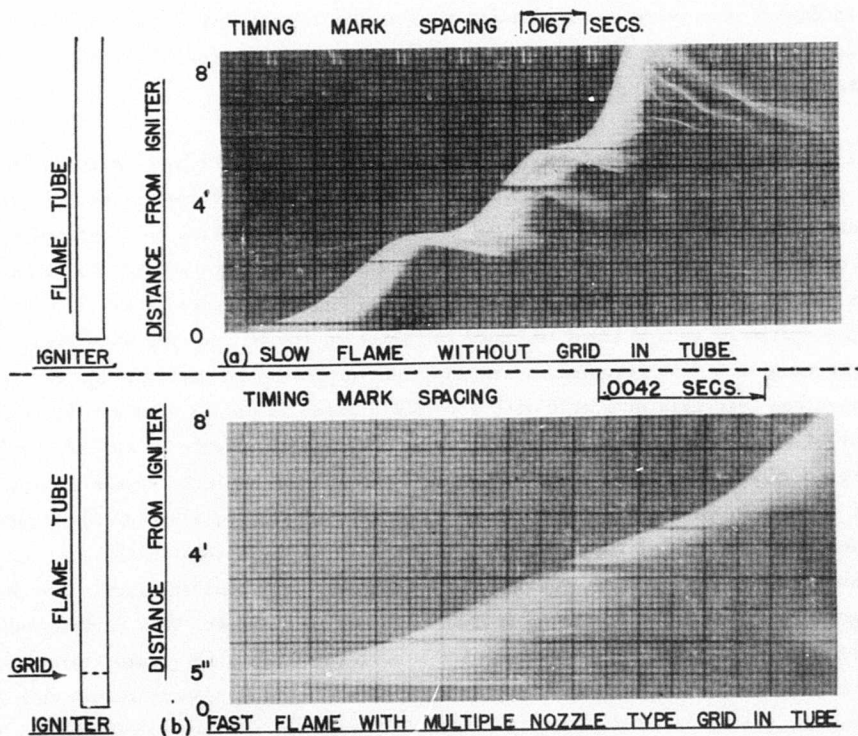 TIMING MARK SPACING .0167 SECS.
8'
4'
0
DISTANCE FROM IGNITER
FLAME TUBE
IGNITER
(a) SLOW FLAME WITHOUT GRID IN TUBE
TIMING MARK SPACING .0042 SECS.
8'
4'
5"
0
DISTANCE FROM IGNITER
FLAME TUBE
GRID
IGNITER
(b) FAST FLAME WITH MULTIPLE NOZZLE TYPE GRID IN TUBE